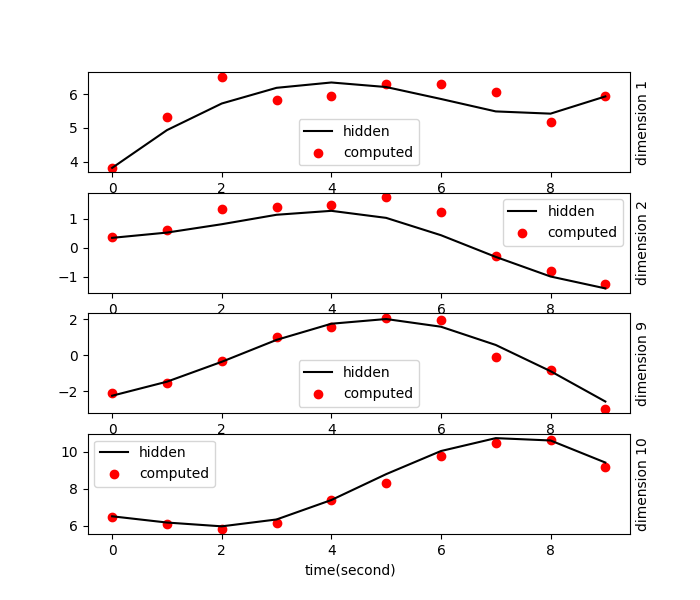 6
5
4
hidden
computed
0
2
4
6
8
dimension 1
1
0
−1
hidden
computed
0
2
4
6
8
dimension 2
2
0
−2
hidden
computed
0
2
4
6
8
dimension 9
10
8
6
hidden
computed
0
2
4
6
8
dimension 10
time(second)